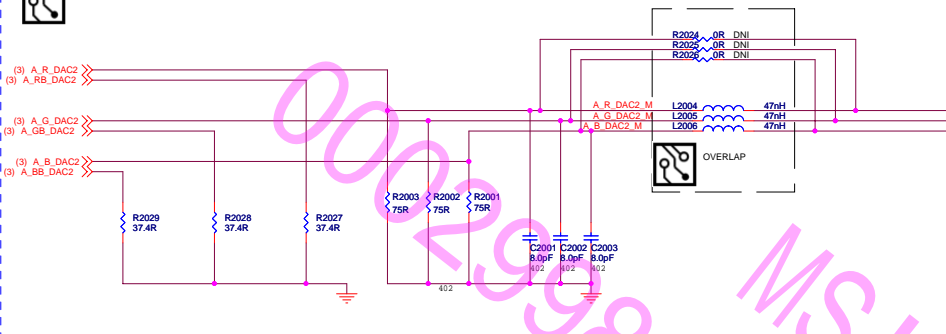 R2024 0R DNI
R2025 0R DNI
R2026 0R DNI
(3) A_R_DAC2
(3) A_RB_DAC2
A_R_DAC2_M L2004 47nH
(3) A_G_DAC2 A_G_DAC2_M L2005 47nH
(3) A_GB_DAC2 A_B_DAC2_M L2006 47nH
OVERLAP
(3) A_B_DAC2
(3) A_BB_DAC2
R2003 R2002 R2001
75R 75R 75R
R2029 R2028 R2027
37.4R 37.4R 37.4R
C2001 C2002 C2003
8.0pF 8.0pF 8.0pF
402 402 402
402
0002998
MS